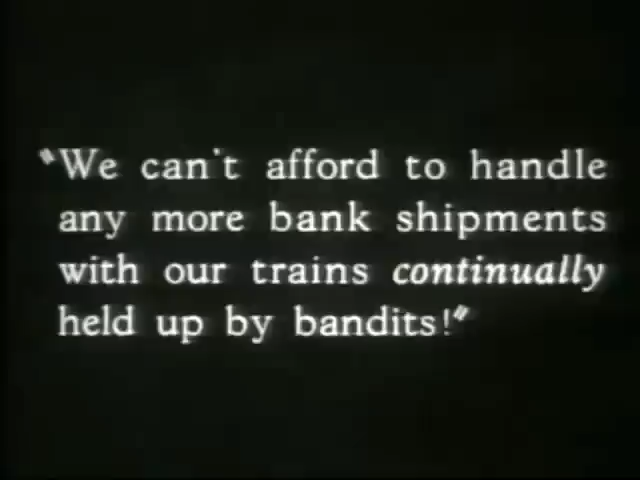 "We can't afford to handle
any more bank shipments
with our trains continually
held up by bandits!"